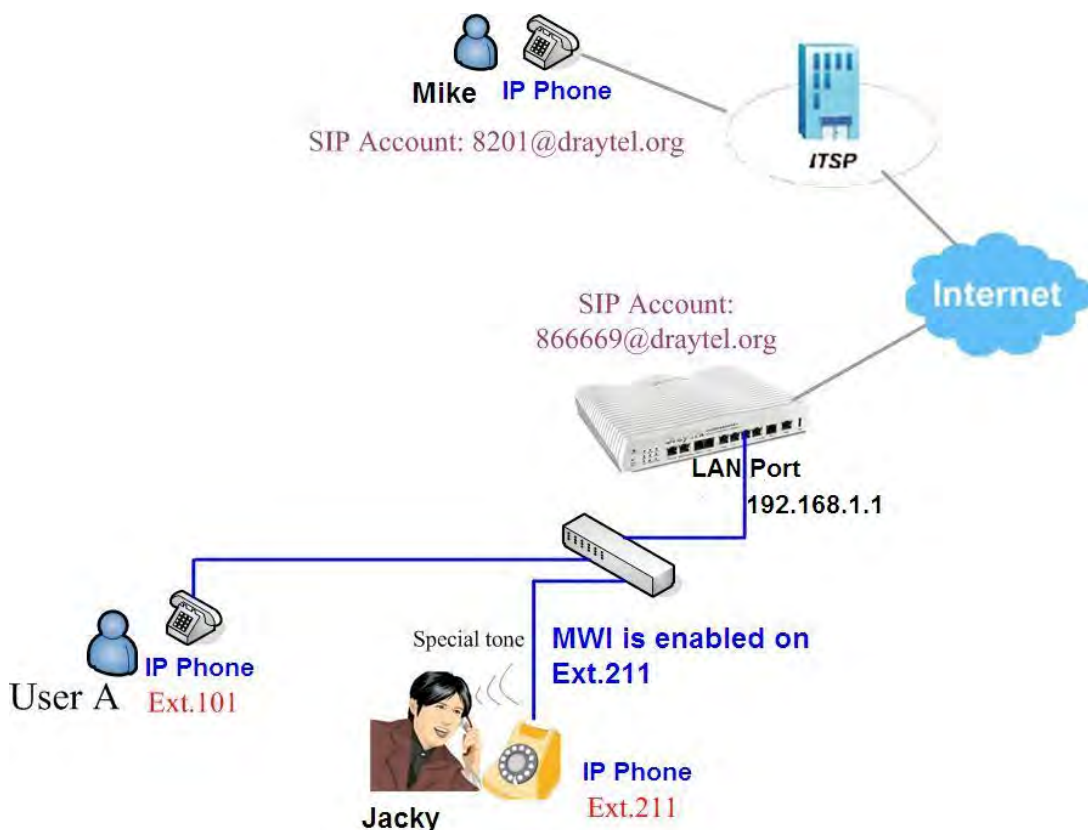 Mike
IP Phone
SIP Account: 8201@draytel.org
ITSP
Internet
SIP Account:
866669@draytel.org
LAN Port
192.168.1.1
Special tone
MWI is enabled on
Ext.211
IP Phone
User A
Ext.101
IP Phone
Ext.211
Jacky